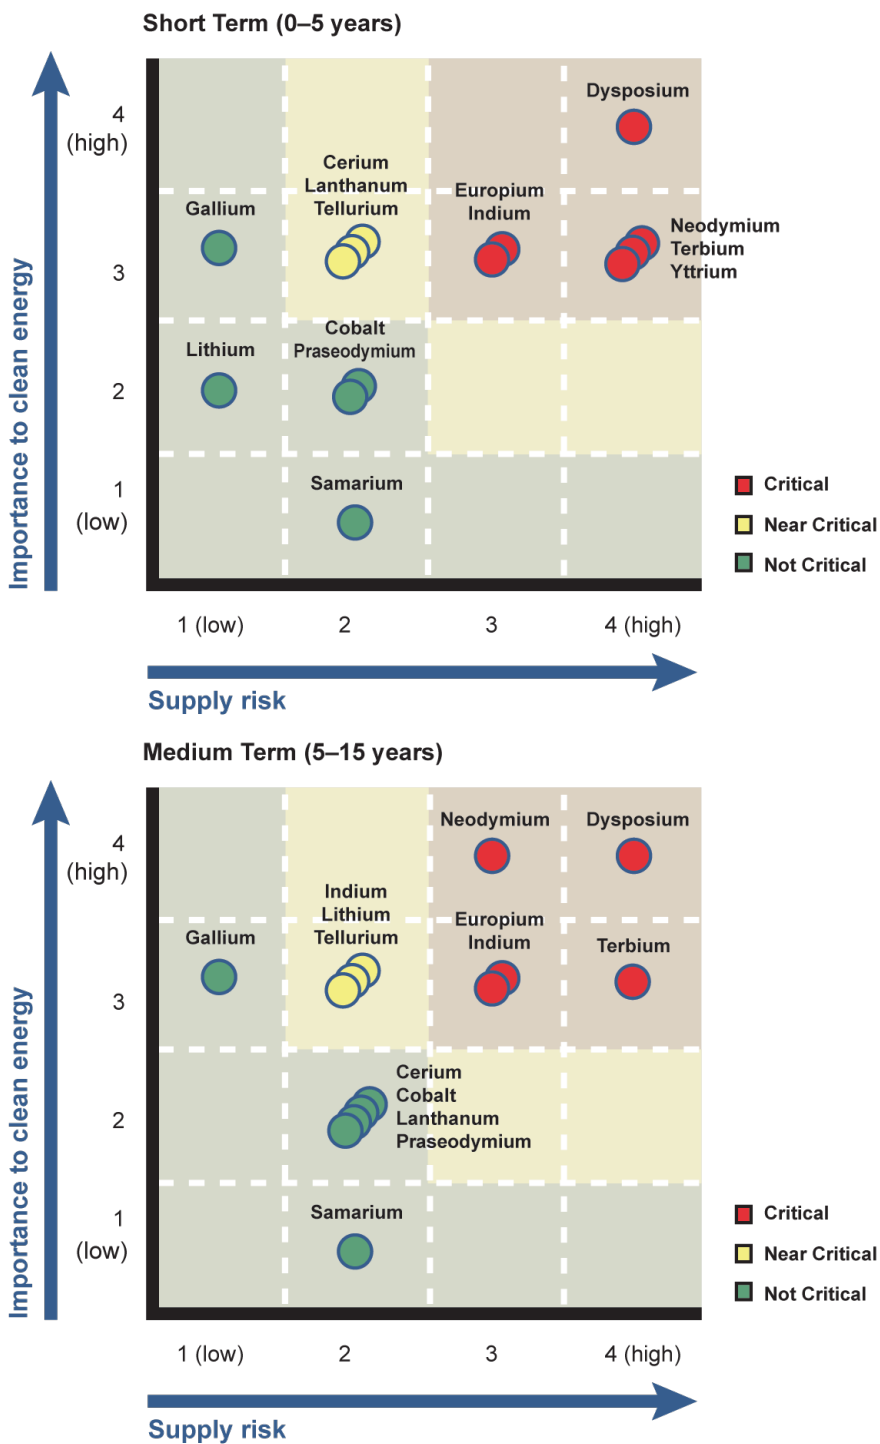 Short Term (0–5 years)
Importance to clean energy
4
(high)
3
2
1
(low)
Dysposium
Cerium
Lanthanum
Tellurium
Europium
Indium
Gallium
Neodymium
Terbium
Yttrium
Lithium
Cobalt
Praseodymium
Samarium
Critical
Near Critical
Not Critical
1 (low)
2
3
4 (high)
Supply risk
Medium Term (5–15 years)
Importance to clean energy
4
(high)
3
2
1
(low)
Neodymium
Dysposium
Indium
Lithium
Tellurium
Europium
Indium
Gallium
Terbium
Cerium
Cobalt
Lanthanum
Praseodymium
Samarium
Critical
Near Critical
Not Critical
1 (low)
2
3
4 (high)
Supply risk